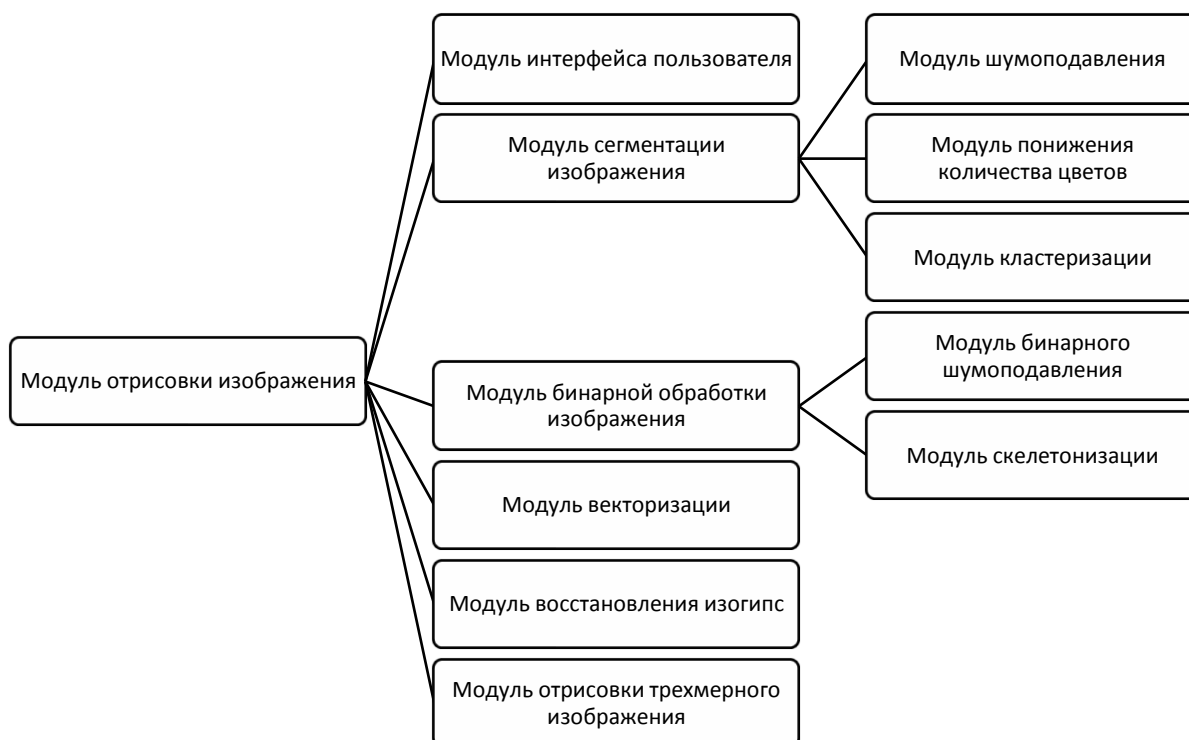 Модуль отрисовки изображения
Модуль интерфейса пользователя
Модуль сегментации
изображения
Модуль шумоподавления
Модуль понижения
количества цветов
Модуль кластеризации
Модуль бинарной обработки
изображения
Модуль бинарного
шумоподавления
Модуль скелетонизации
Модуль векторизации
Модуль восстановления изогипс
Модуль отрисовки трехмерного
изображения